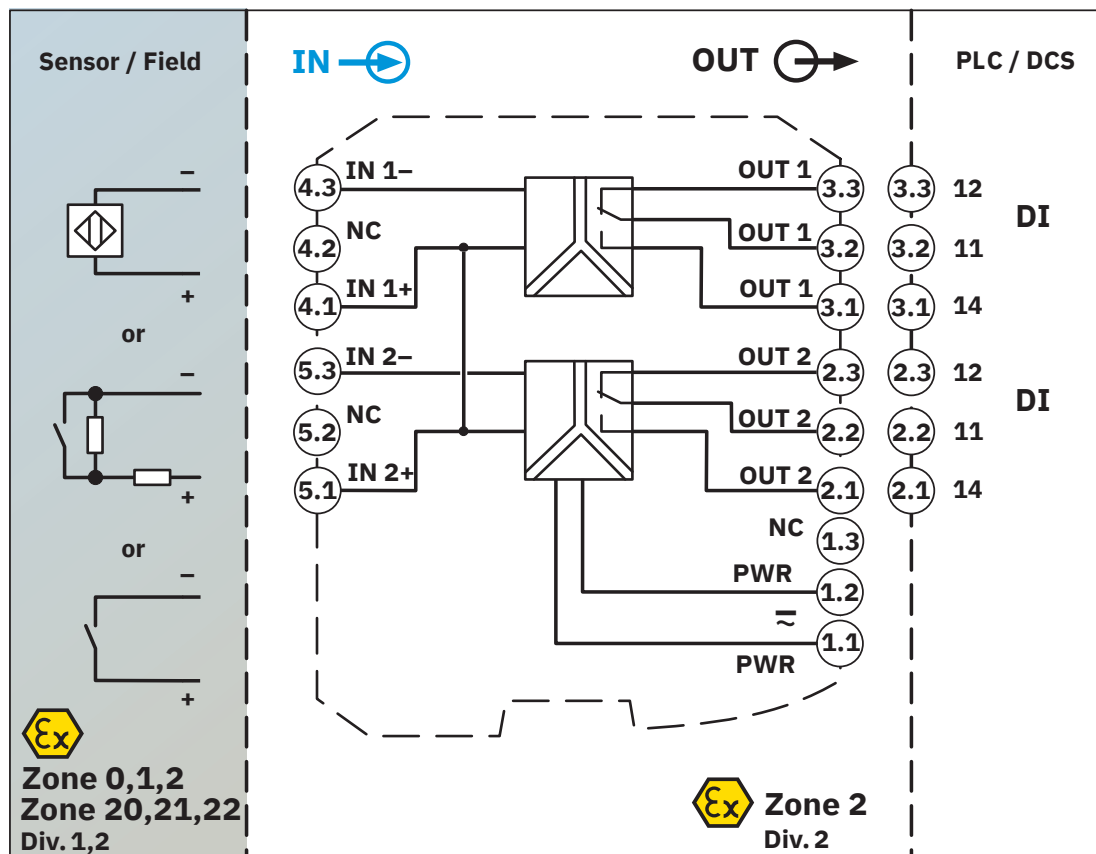 Sensor / Field
IN
OUT
PLC / DCS
–
+
or
–
+
or
–
+
Ex
Zone 0,1,2
Zone 20,21,22
Div. 1,2
4.3 IN 1–
4.2 NC
4.1 IN 1+
5.3 IN 2–
5.2 NC
5.1 IN 2+
OUT 1 3.3
OUT 1 3.2
OUT 1 3.1
OUT 2 2.3
OUT 2 2.2
OUT 2 2.1
NC 1.3
PWR 1.2
1.1
PWR
3.3 12
DI
3.2 11
3.1 14
2.3 12
DI
2.2 11
2.1 14
Ex
Zone 2
Div. 2